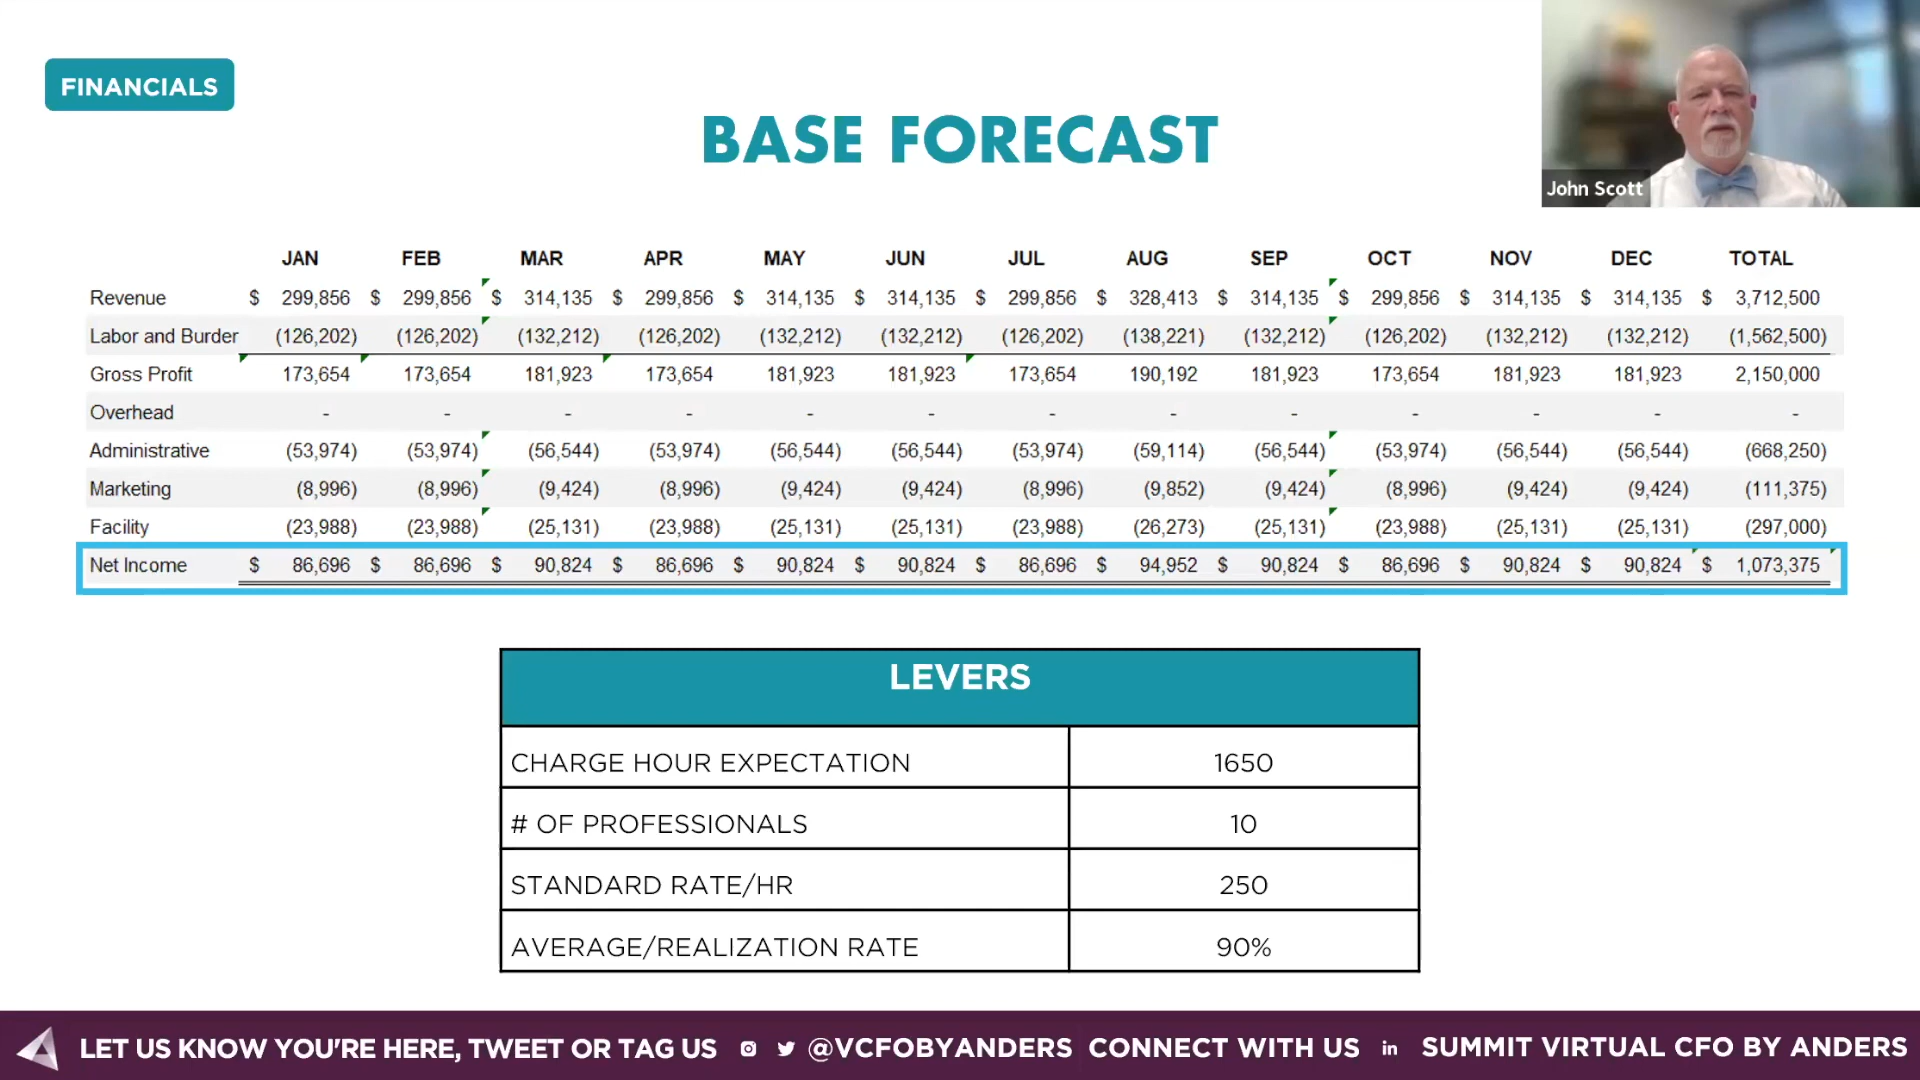 FINANCIALS
BASE FORECAST
John Scott
JAN FEB MAR APR MAY JUN JUL AUG SEP OCT NOV DEC TOTAL
Revenue $ 299,856 $ 299,856 $ 314,135 $ 299,856 $ 314,135 $ 314,135 $ 299,856 $ 328,413 $ 314,135 $ 299,856 $ 314,135 $ 314,135 $ 3,712,500
Labor and Burder (126,202) (126,202) (132,212) (126,202) (132,212) (132,212) (126,202) (138,221) (132,212) (126,202) (132,212) (132,212) (1,562,500)
Gross Profit 173,654 173,654 181,923 173,654 181,923 181,923 173,654 190,192 181,923 173,654 181,923 181,923 2,150,000
Overhead - - - - - - - - - - - - -
Administrative (53,974) (53,974) (56,544) (53,974) (56,544) (56,544) (53,974) (59,114) (56,544) (53,974) (56,544) (56,544) (668,250)
Marketing (8,996) (8,996) (9,424) (8,996) (9,424) (9,424) (8,996) (9,852) (9,424) (8,996) (9,424) (9,424) (111,375)
Facility (23,988) (23,988) (25,131) (23,988) (25,131) (25,131) (23,988) (26,273) (25,131) (23,988) (25,131) (25,131) (297,000)
Net Income $ 86,696 $ 86,696 $ 90,824 $ 86,696 $ 90,824 $ 90,824 $ 86,696 $ 94,952 $ 90,824 $ 86,696 $ 90,824 $ 90,824 $ 1,073,375
LEVERS
CHARGE HOUR EXPECTATION 1650
# OF PROFESSIONALS 10
STANDARD RATE/HR 250
AVERAGE/REALIZATION RATE 90%
LET US KNOW YOU'RE HERE, TWEET OR TAG US @VCFOBYANDERS CONNECT WITH US in SUMMIT VIRTUAL CFO BY ANDERS